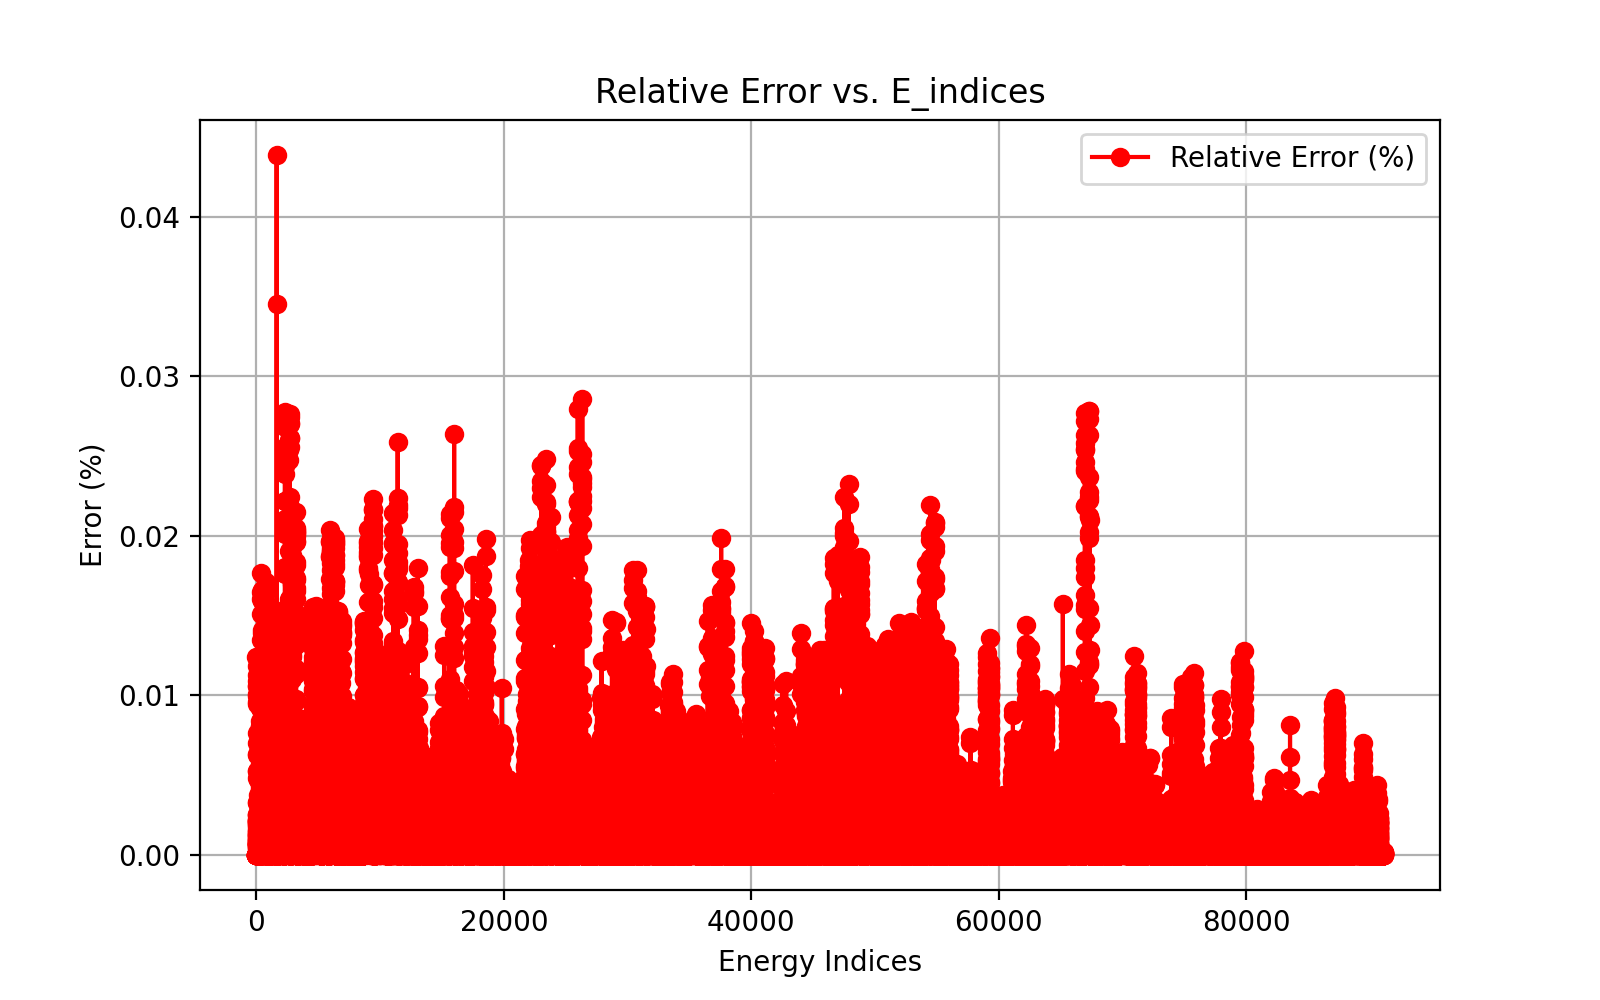 Relative Error vs. E_indices
Relative Error (%)
0.04
0.03
0.02
0.01
0.00
Error (%)
0 20000 40000 60000 80000
Energy Indices